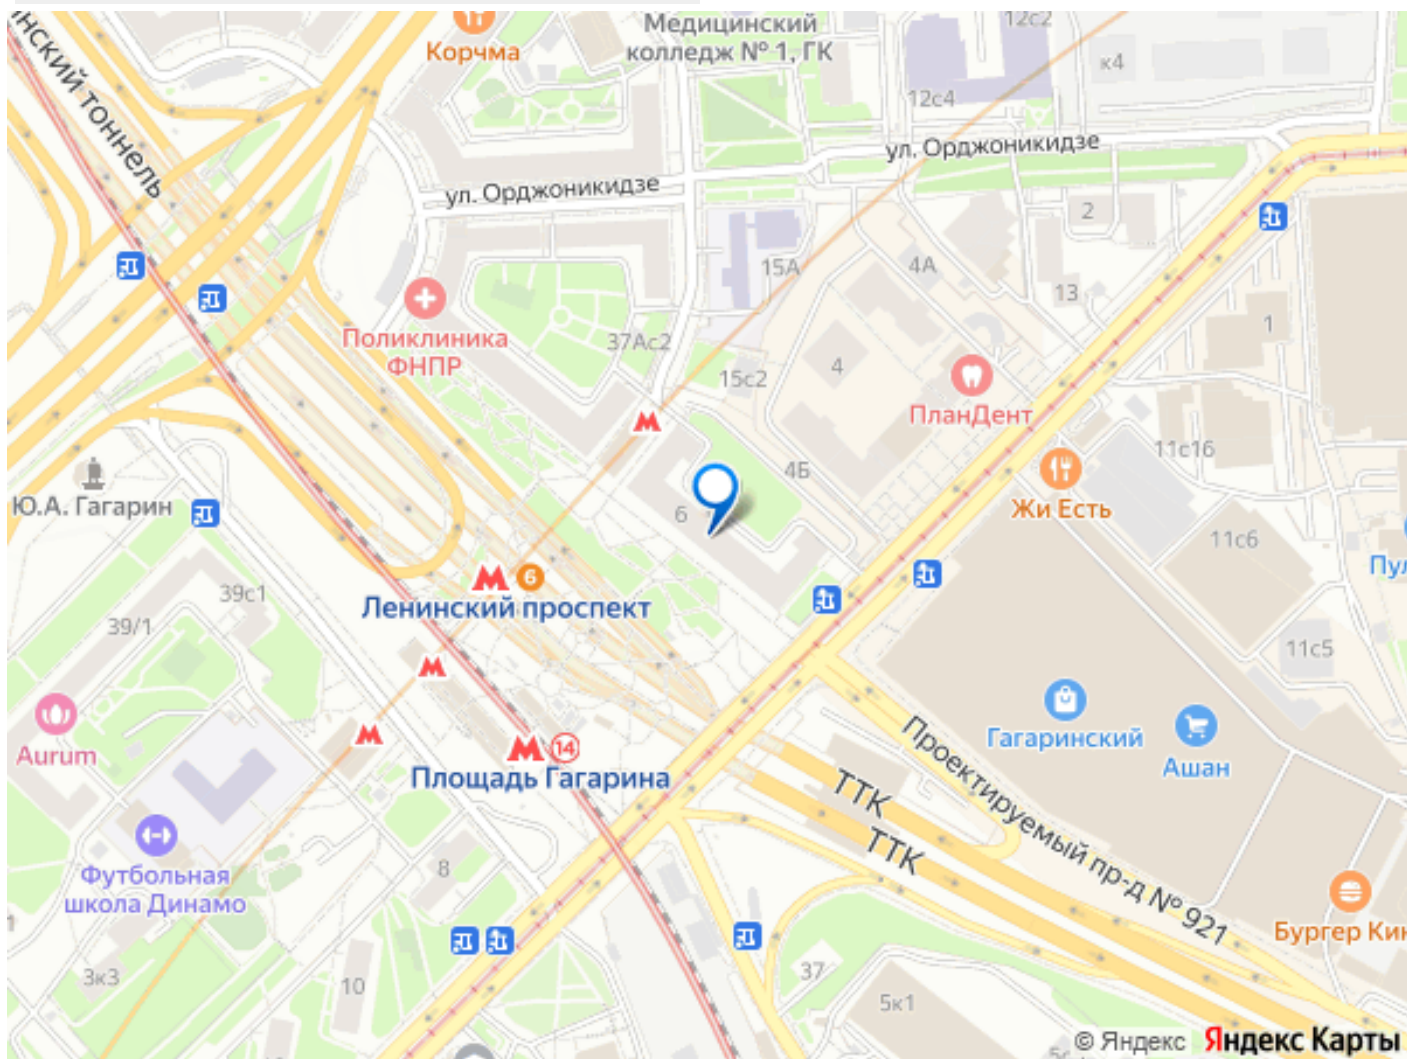 Корчма
Медицинский
колледж № 1, ГК
12с2
к4
12с4
нский тоннель
ул. Орджоникидзе
ул. Орджоникидзе
2
15А
4А
13
1
Поликлиника
ФНПР
37Ас2
15с2
4
ПланДент
11с16
4Б
Жи Есть
Ю.А. Гагарин
6
11с6
Пул
6
Ленинский проспект
39с1
39/1
11с5
Aurum
14
Площадь Гагарина
Гагаринский
Ашан
Проектируемый пр-д № 921
ТТК
ТТК
Футбольная
школа Динамо
8
Бургер Кин
3к3
10
37
5к1
© Яндекс Яндекс Карты